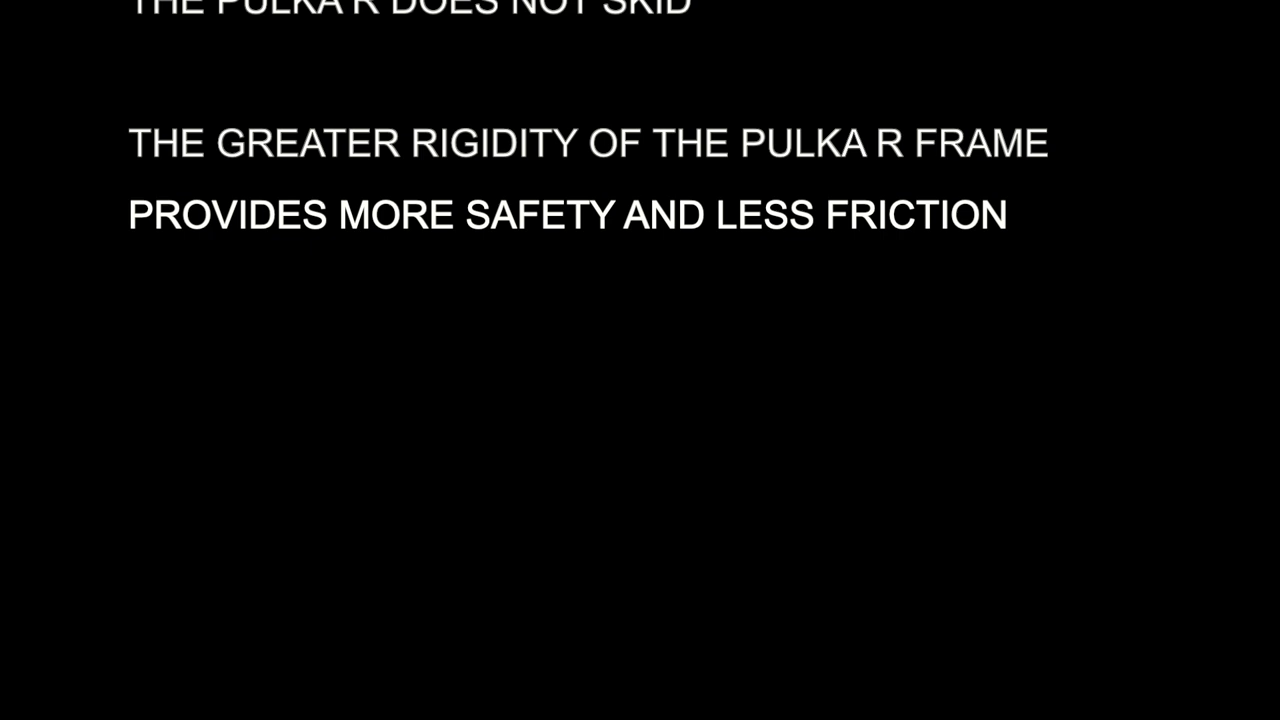 THE PULKA R DOES NOT SKID
THE GREATER RIGIDITY OF THE PULKA R FRAME
PROVIDES MORE SAFETY AND LESS FRICTION